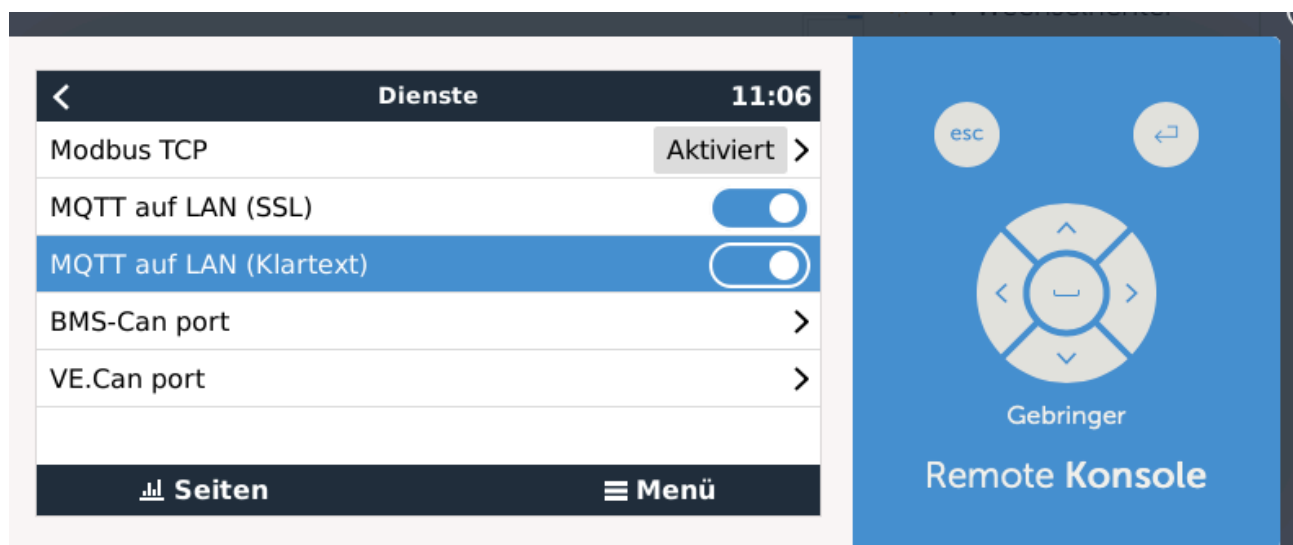 Dienste 11:06
Modbus TCP Aktiviert
MQTT auf LAN (SSL)
MQTT auf LAN (Klartext)
BMS-Can port
VE.Can port
Seiten Menü
esc
Gebringer
Remote Konsole